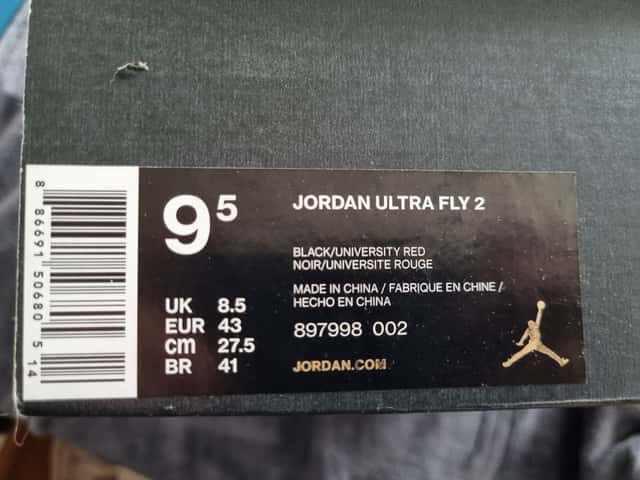 8 86691 50680 5 14
9⁵
JORDAN ULTRA FLY 2
BLACK/UNIVERSITY RED
NOIR/UNIVERSITE ROUGE
MADE IN CHINA / FABRIQUE EN CHINE /
HECHO EN CHINA
UK 8.5
EUR 43
cm 27.5
BR 41
897998 002
JORDAN.COM